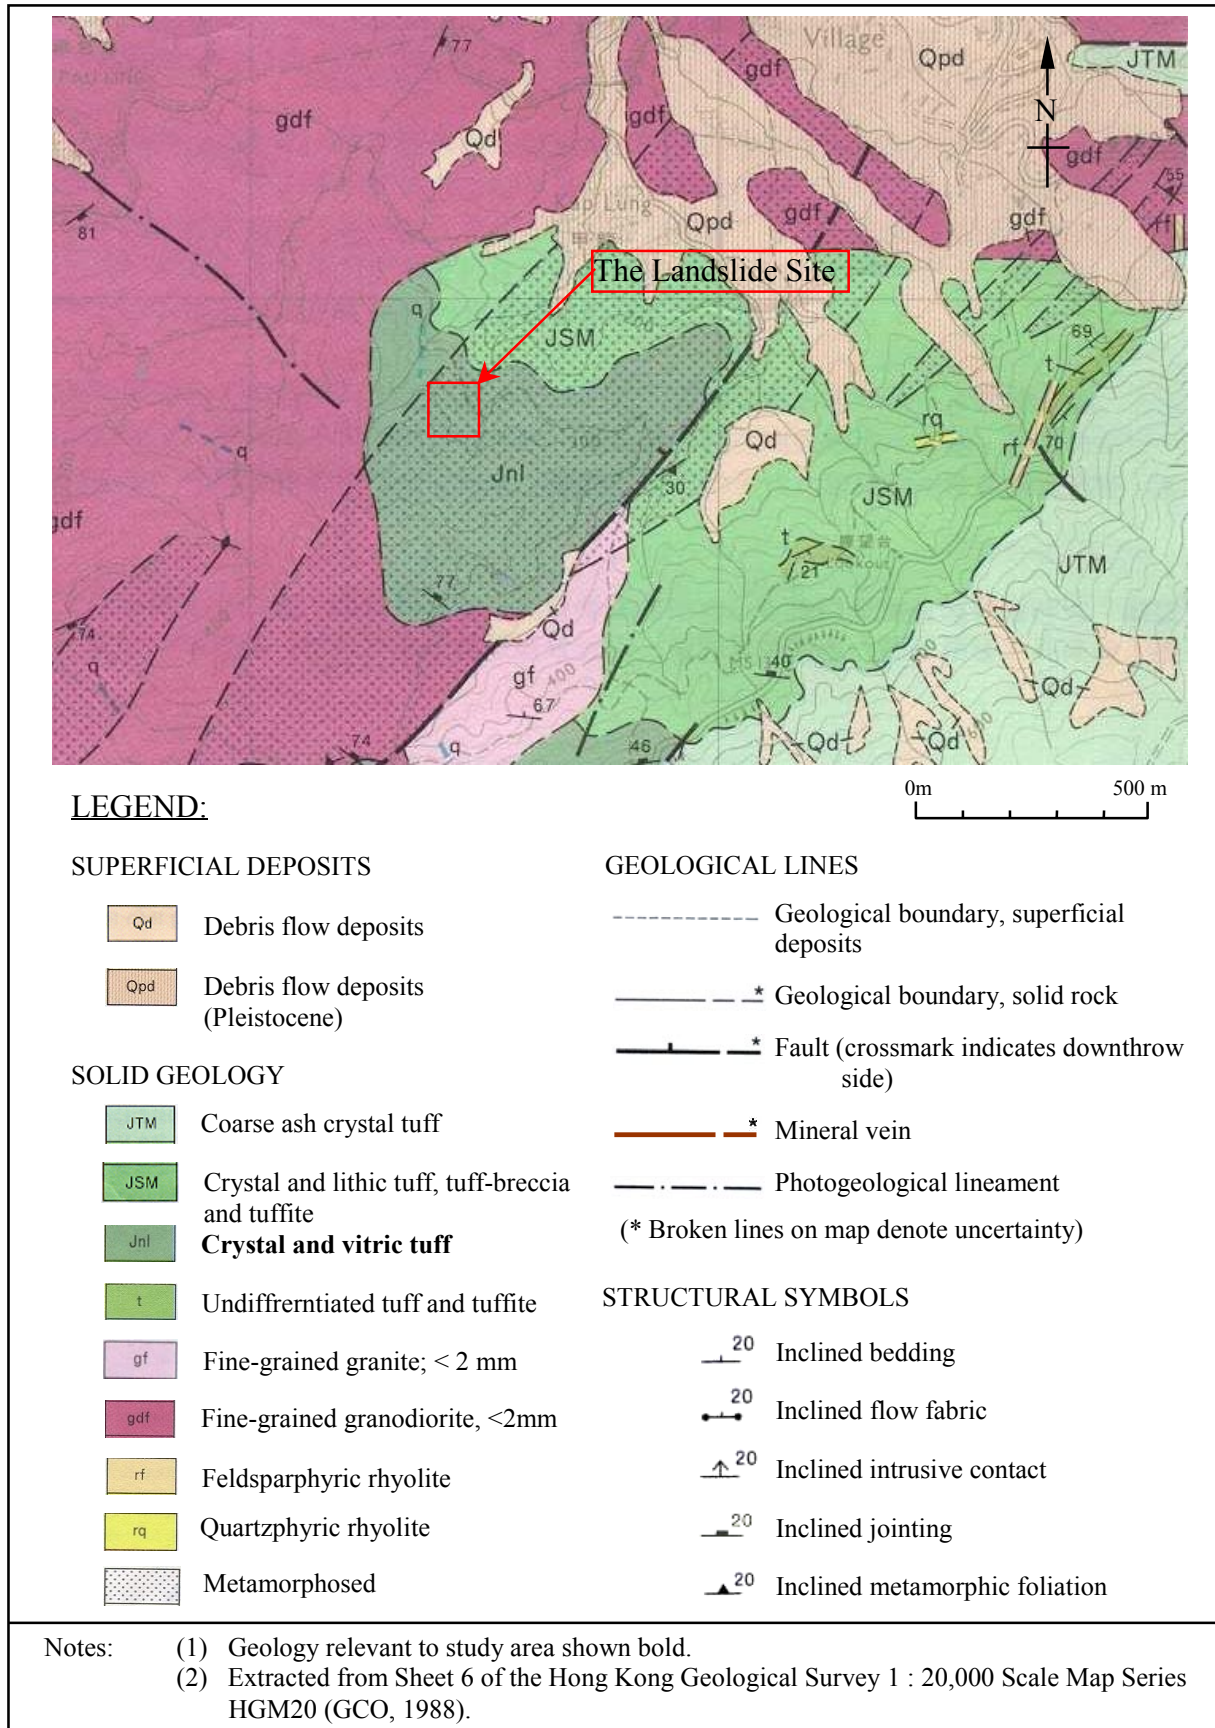 77
Village
Qpd
JTM
PAU LING
gdf
gdf
gdf
Qd
N
gdf
55
81
Lung
Qpd
gdf
gdf
rf
The Landslide Site
q
JSM
69
t
rq
q
Qd
rf
70
Jnl
30
JSM
gdf
t
21
Lookout
JTM
77
74
Qd
q
40
400
gf
67
Qd
74
q
46
Qd
Qd
0m 500 m
LEGEND:
SUPERFICIAL DEPOSITS
Qd Debris flow deposits
Qpd Debris flow deposits
(Pleistocene)
SOLID GEOLOGY
JTM Coarse ash crystal tuff
JSM Crystal and lithic tuff, tuff-breccia
and tuffite
Jnl Crystal and vitric tuff
t Undiffrerntiated tuff and tuffite
gf Fine-grained granite; < 2 mm
gdf Fine-grained granodiorite, <2mm
rf Feldsparphyric rhyolite
rq Quartzphyric rhyolite
Metamorphosed
GEOLOGICAL LINES
Geological boundary, superficial
deposits
* Geological boundary, solid rock
* Fault (crossmark indicates downthrow
side)
* Mineral vein
Photogeological lineament
(* Broken lines on map denote uncertainty)
STRUCTURAL SYMBOLS
20 Inclined bedding
20 Inclined flow fabric
20 Inclined intrusive contact
20 Inclined jointing
20 Inclined metamorphic foliation
Notes: (1) Geology relevant to study area shown bold.
(2) Extracted from Sheet 6 of the Hong Kong Geological Survey 1 : 20,000 Scale Map Series
HGM20 (GCO, 1988).